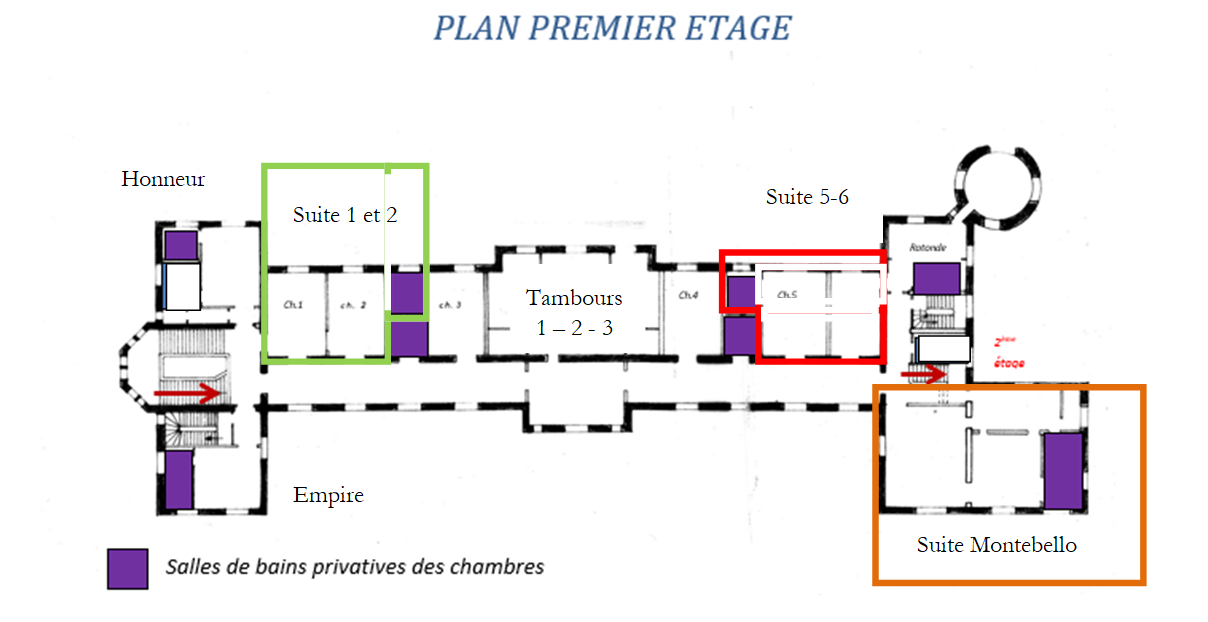 PLAN PREMIER ETAGE
Honneur
Suite 1 et 2
Suite 5-6
Rotonde
Ch.1
ch. 2
ch. 3
Tambours
1 – 2 - 3
Ch.4
Ch.5
2ème
étage
Empire
Suite Montebello
Salles de bains privatives des chambres